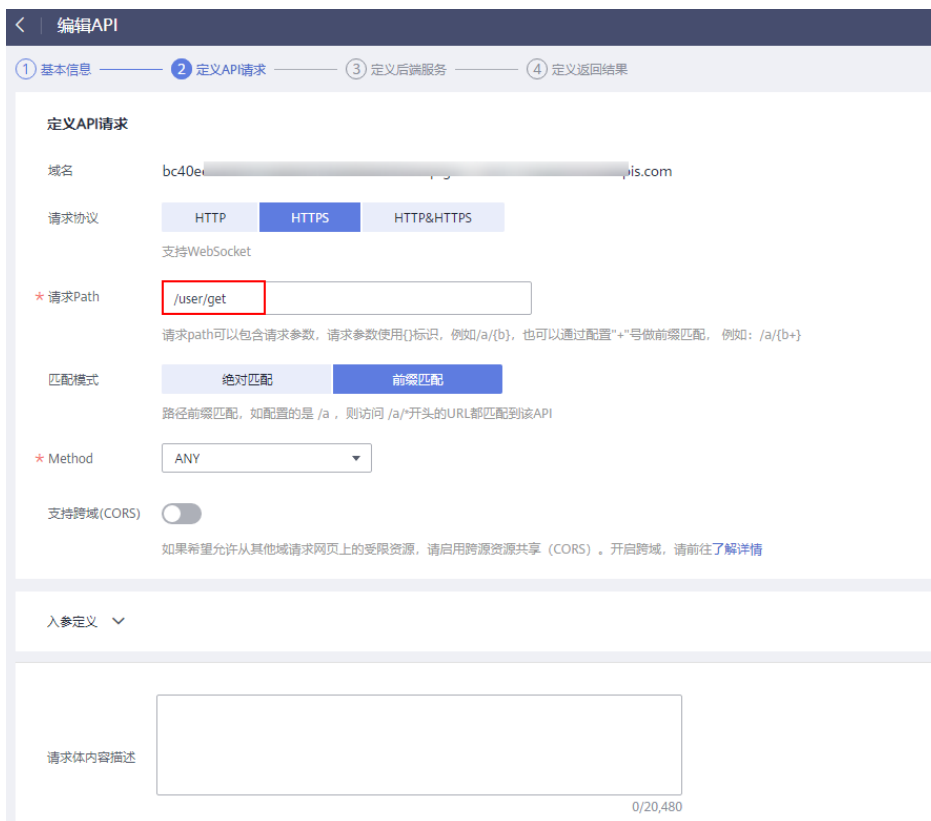 编辑API
1 基本信息 2 定义API请求 3 定义后端服务 4 定义返回结果
定义API请求
域名 bc40e pis.com
请求协议 HTTP HTTPS HTTP&HTTPS
支持WebSocket
* 请求Path /user/get
请求path可以包含请求参数，请求参数使用{}标识，例如/a/{b}，也可以通过配置"+"号做前缀匹配， 例如：/a/{b+}
匹配模式 绝对匹配 前缀匹配
路径前缀匹配，如配置的是 /a ，则访问 /a/*开头的URL都匹配到该API
* Method ANY
支持跨域(CORS)
如果希望允许从其他域请求网页上的受限资源，请启用跨源资源共享（CORS）。开启跨域，请前往了解详情
入参定义
请求体内容描述
0/20,480